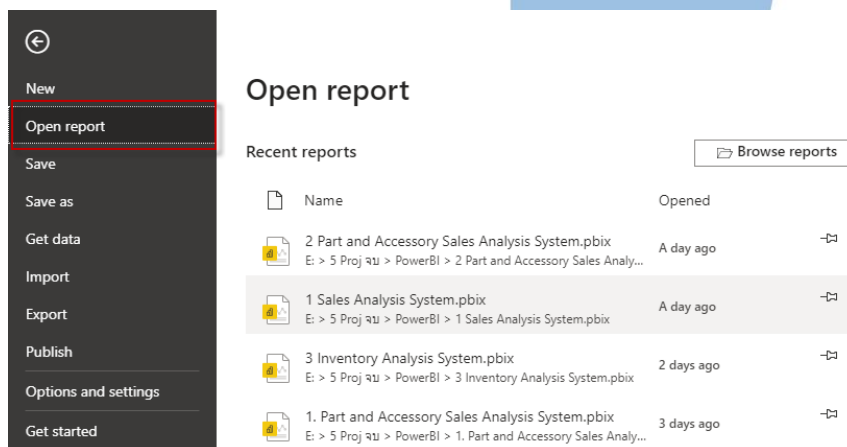 New
Open report
Save
Save as
Get data
Import
Export
Publish
Options and settings
Get started
Open report
Recent reports
Browse reports
Name Opened
2 Part and Accessory Sales Analysis System.pbix
E: > 5 Proj จบ > PowerBI > 2 Part and Accessory Sales Analy...
A day ago
1 Sales Analysis System.pbix
E: > 5 Proj จบ > PowerBI > 1 Sales Analysis System.pbix
A day ago
3 Inventory Analysis System.pbix
E: > 5 Proj จบ > PowerBI > 3 Inventory Analysis System.pbix
2 days ago
1. Part and Accessory Sales Analysis System.pbix
E: > 5 Proj จบ > PowerBI > 1. Part and Accessory Sales Analy...
3 days ago